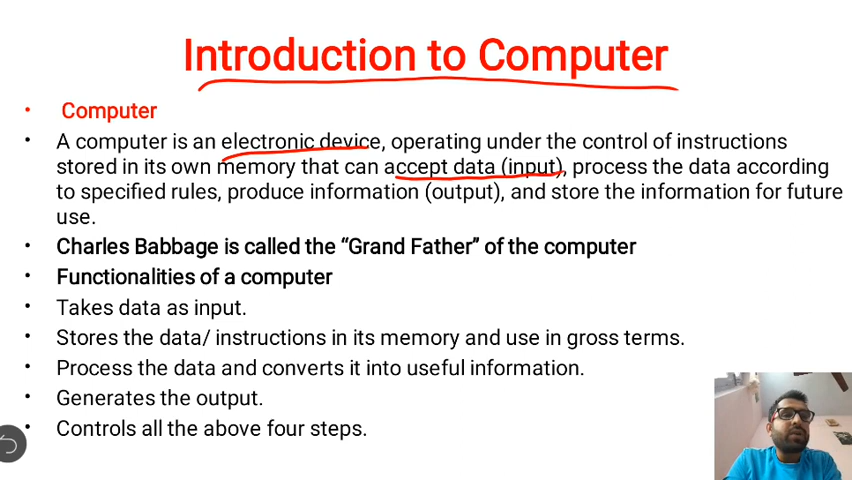 Introduction to Computer
• Computer
• A computer is an electronic device, operating under the control of instructions
stored in its own memory that can accept data (input), process the data according
to specified rules, produce information (output), and store the information for future
use.
• Charles Babbage is called the “Grand Father” of the computer
• Functionalities of a computer
• Takes data as input.
• Stores the data/ instructions in its memory and use in gross terms.
• Process the data and converts it into useful information.
• Generates the output.
• Controls all the above four steps.